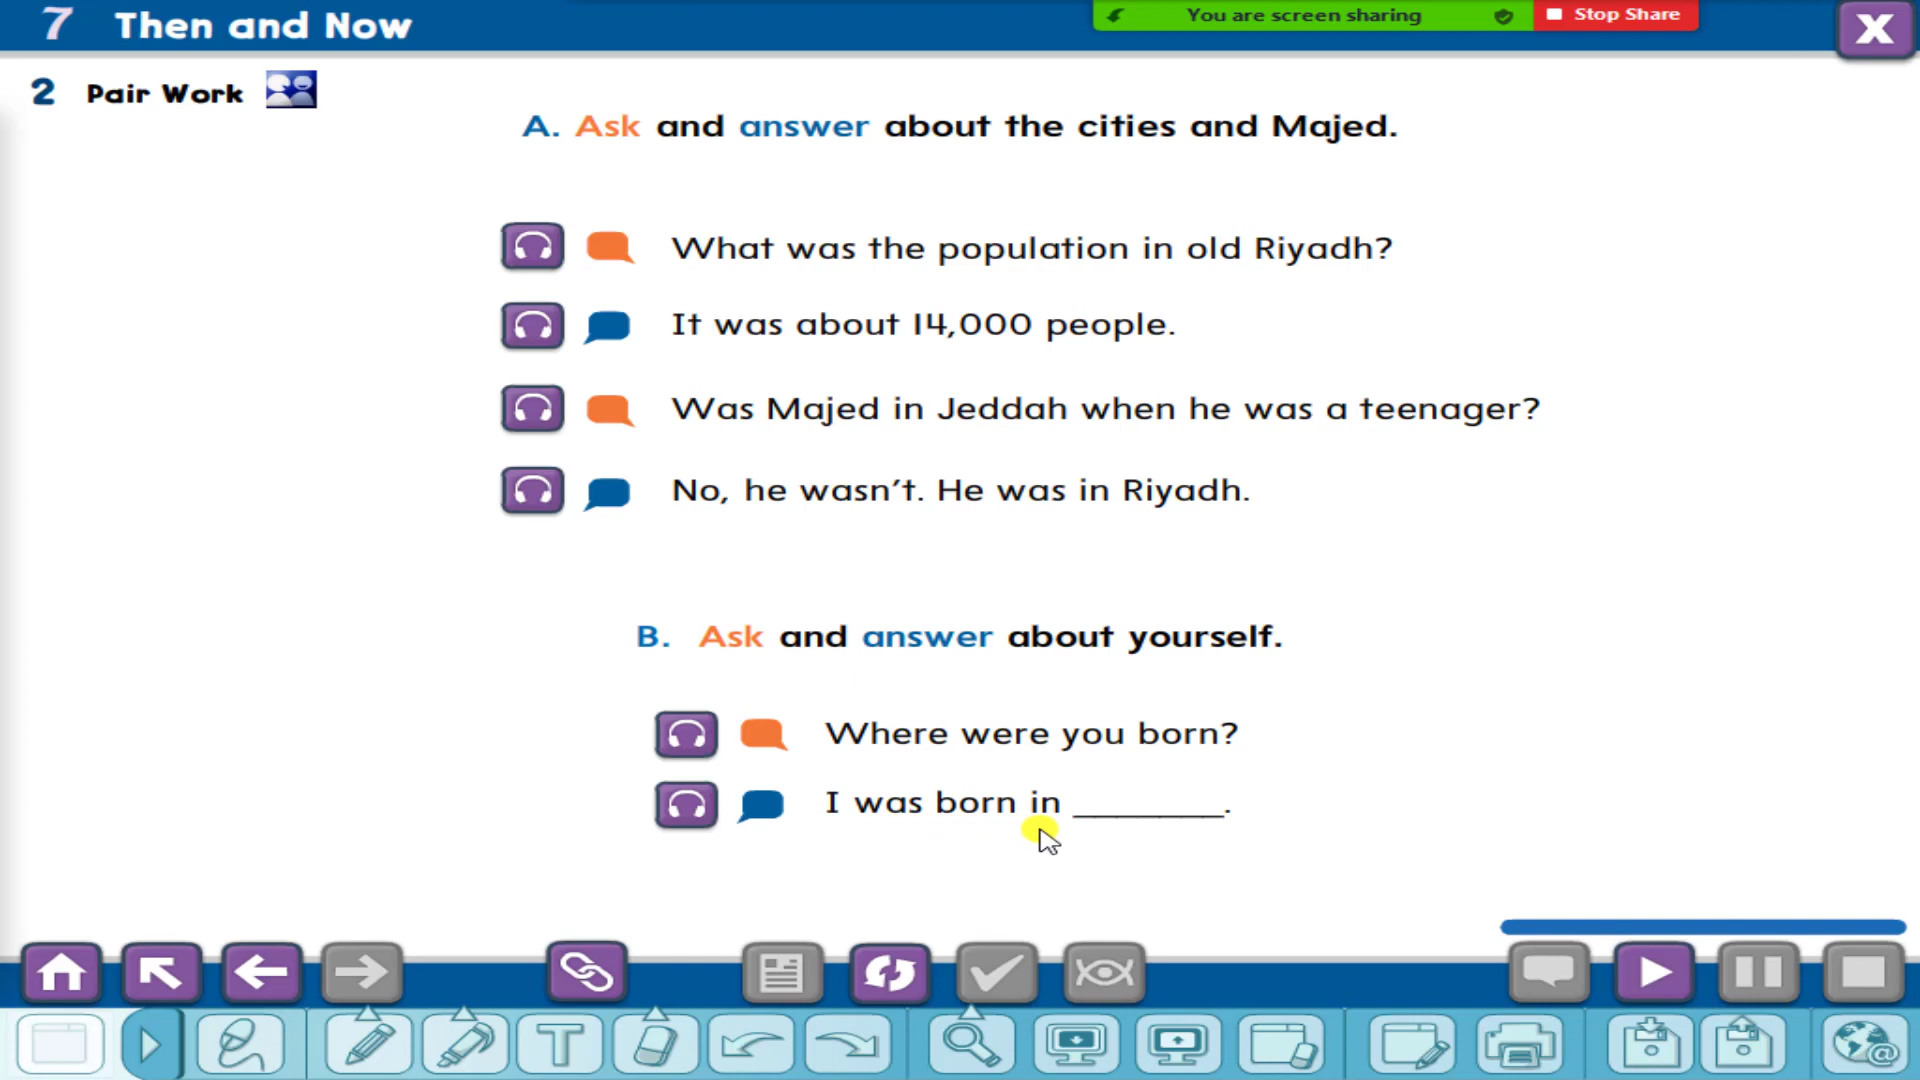 7 Then and Now
You are screen sharing
Stop Share
X
2 Pair Work
A. Ask and answer about the cities and Majed.
What was the population in old Riyadh?
It was about 14,000 people.
Was Majed in Jeddah when he was a teenager?
No, he wasn't. He was in Riyadh.
B. Ask and answer about yourself.
Where were you born?
I was born in ________.
T
@